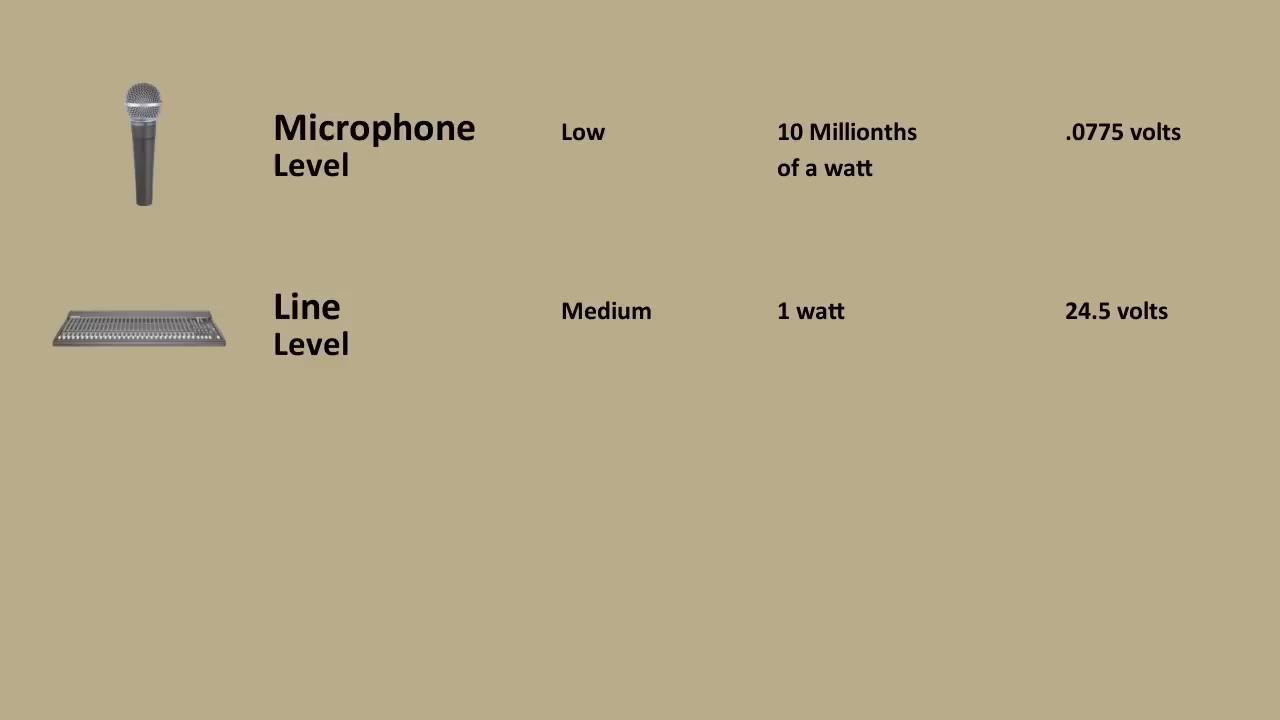 Microphone Low 10 Millionths .0775 volts
Level of a watt
Line Medium 1 watt 24.5 volts
Level